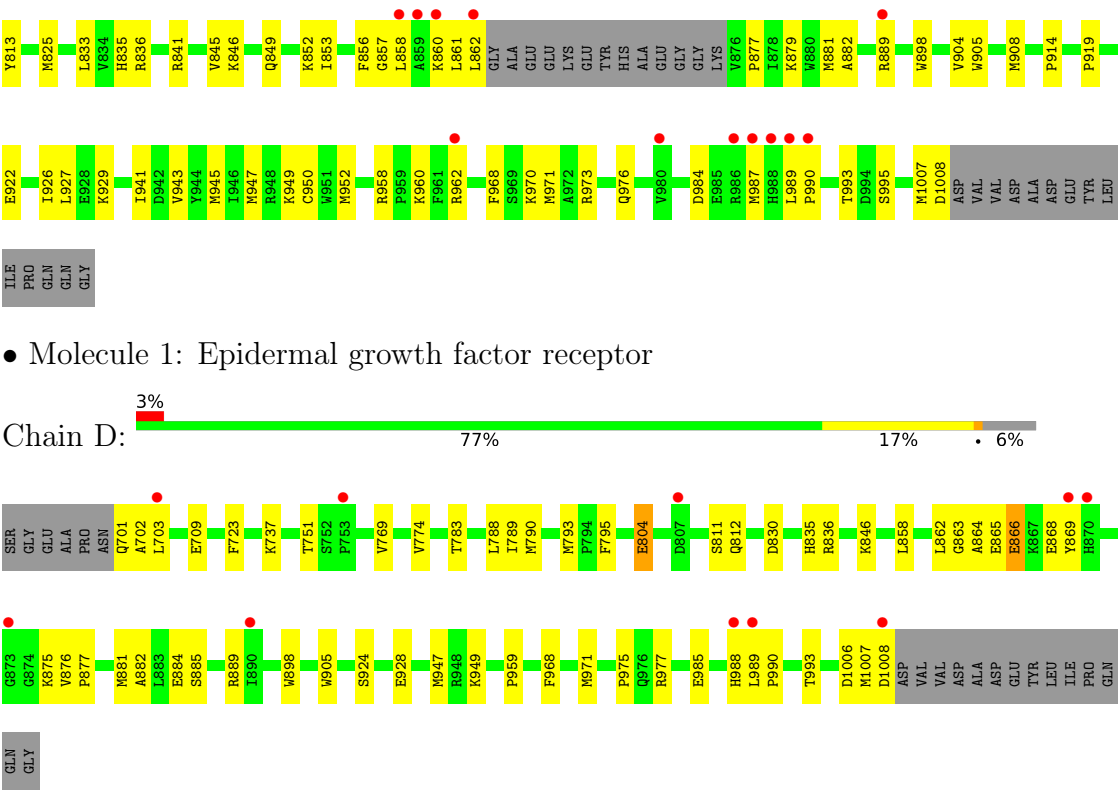 Y813 M825 L833 V834 H835 R836 R841 V845 K846 Q849 K852 I853 F856 G857 L858 A859 K860 L861 L862 GLY ALA GLU GLU LYS GLU TYR HIS ALA GLU GLY GLY LYS V876 P877 I878 K879 W880 M881 A882 R889 W898 V904 W905 M908 P914 P919
E922 I926 L927 E928 K929 I941 D942 V943 Y944 M945 I946 M947 R948 K949 C950 W951 M952 R958 P959 K960 F961 R962 F968 S969 K970 M971 A972 R973 Q976 V980 D984 E985 R986 M987 H988 L989 P990 T993 D994 S995 M1007 D1008 ASP VAL VAL ASP ALA ASP GLU TYR LEU
ILE PRO GLN GLN GLY
• Molecule 1: Epidermal growth factor receptor
3%
Chain D:
77% 17% • 6%
SER GLY GLU ALA PRO ASN Q701 A702 L703 E709 F723 K737 T751 S752 P753 V769 V774 T783 L788 I789 M790 M793 P794 F795 E804 D807 S811 Q812 D830 H835 R836 K846 L858 L862 G863 A864 E865 E866 K867 E868 Y869 H870
G873 G874 K875 V876 P877 M881 A882 L883 E884 S885 R889 I890 W898 W905 S924 E928 M947 R948 K949 P959 F968 M971 P975 Q976 R977 E985 H988 L989 P990 T993 D1006 M1007 D1008 ASP VAL VAL ASP ALA ASP GLU TYR LEU ILE PRO GLN
GLN GLY